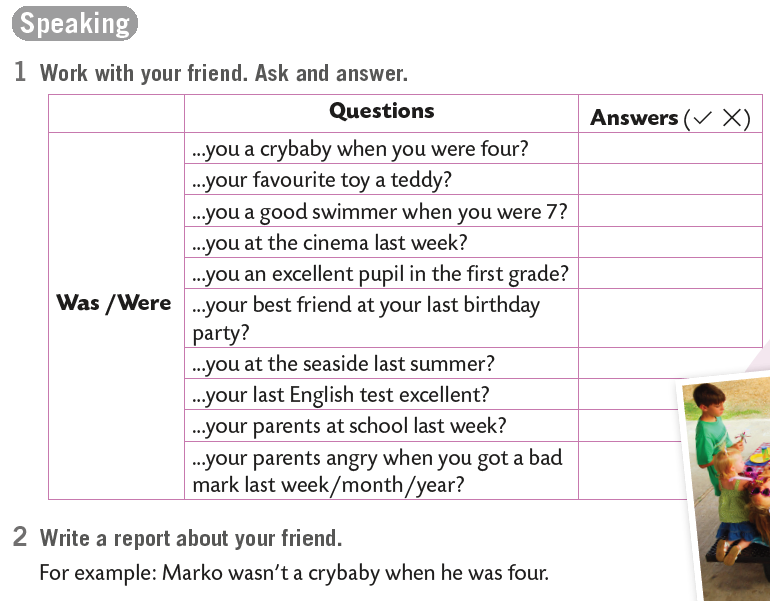 Speaking
1 Work with your friend. Ask and answer.
Questions
Answers (✓ ✕)
Was /Were
...you a crybaby when you were four?
...your favourite toy a teddy?
...you a good swimmer when you were 7?
...you at the cinema last week?
...you an excellent pupil in the first grade?
...your best friend at your last birthday
party?
...you at the seaside last summer?
...your last English test excellent?
...your parents at school last week?
...your parents angry when you got a bad
mark last week/month/year?
2 Write a report about your friend.
For example: Marko wasn't a crybaby when he was four.